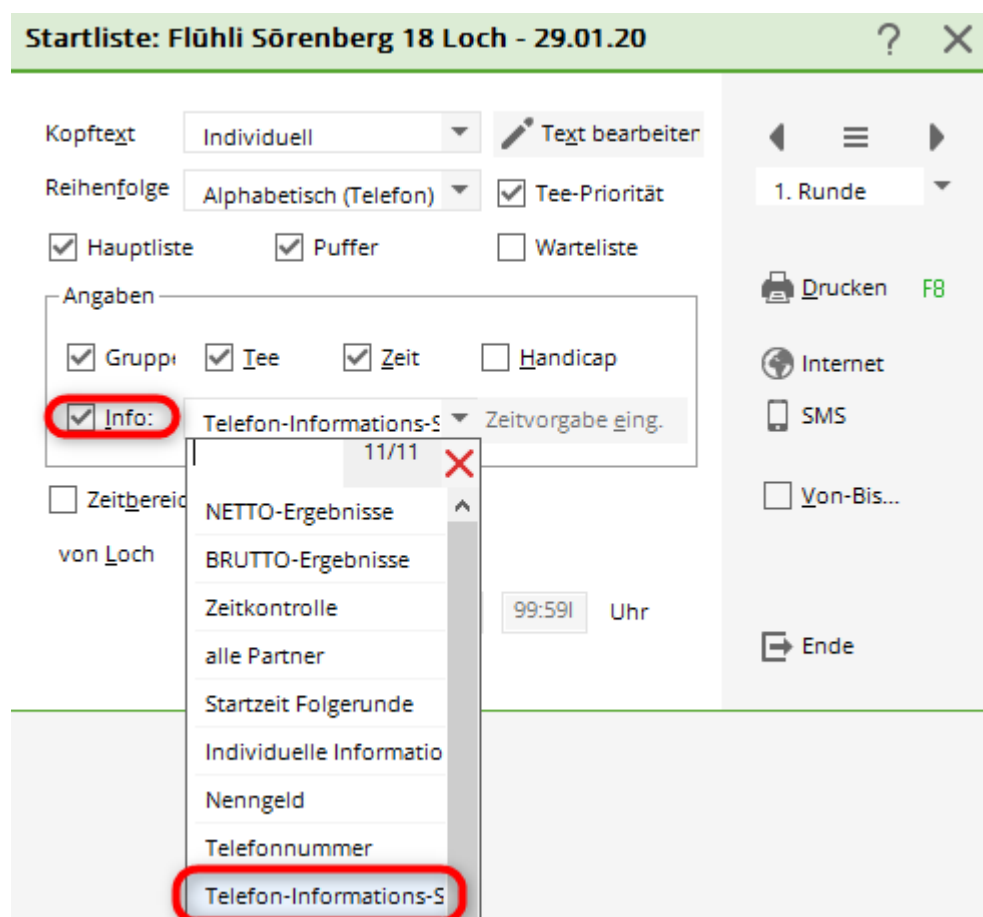 Startliste: Flühli Sörenberg 18 Loch - 29.01.20 ?
Kopftext Individuell Text bearbeiten
Reihenfolge Alphabetisch (Telefon) Tee-Priorität 1. Runde
Hauptliste Puffer Warteliste
Angaben Drucken F8
Gruppe Tee Zeit Handicap Internet
Info: Telefon-Informations-S Zeitvorgabe eing. SMS
11/11
Zeitbereic NETTO-Ergebnisse Von-Bis...
von Loch BRUTTO-Ergebnisse
Zeitkontrolle 99:59 Uhr
alle Partner Ende
Startzeit Folgerunde
Individuelle Informatio
Nenngeld
Telefonnummer
Telefon-Informations-S